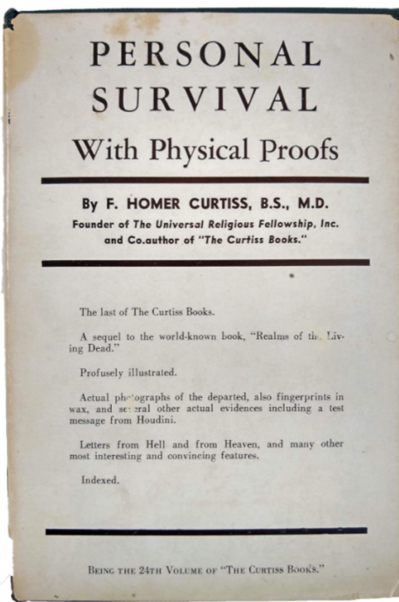 PERSONAL
SURVIVAL
With Physical Proofs
By F. HOMER CURTISS, B.S., M.D.
Founder of The Universal Religious Fellowship, Inc.
and Co.author of "The Curtiss Books."
The last of The Curtiss Books.
A sequel to the world-known book, "Realms of the Liv-
ing Dead."
Profusely illustrated.
Actual photographs of the departed, also fingerprints in
wax, and several other actual evidences including a test
message from Houdini.
Letters from Hell and from Heaven, and many other
most interesting and convincing features.
Indexed.
BEING THE 24TH VOLUME OF "THE CURTISS BOOKS."